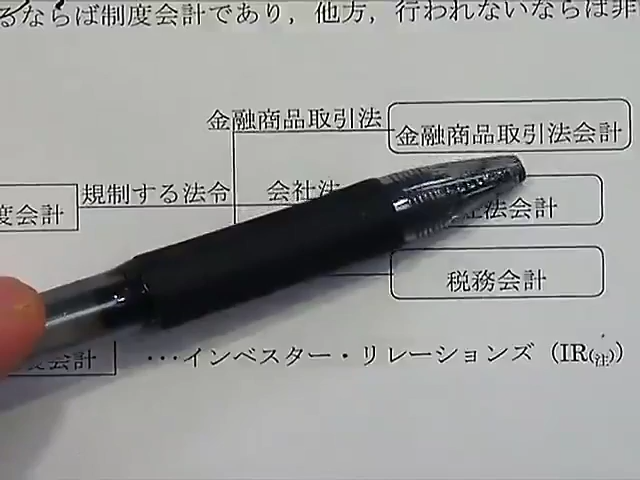 るならば制度会計であり，他方，行われないならば非
金融商品取引法
金融商品取引法会計
規制する法令
会社法
度会計
法会計
税務会計
度会計
…インベスター・リレーションズ（IR(注)）